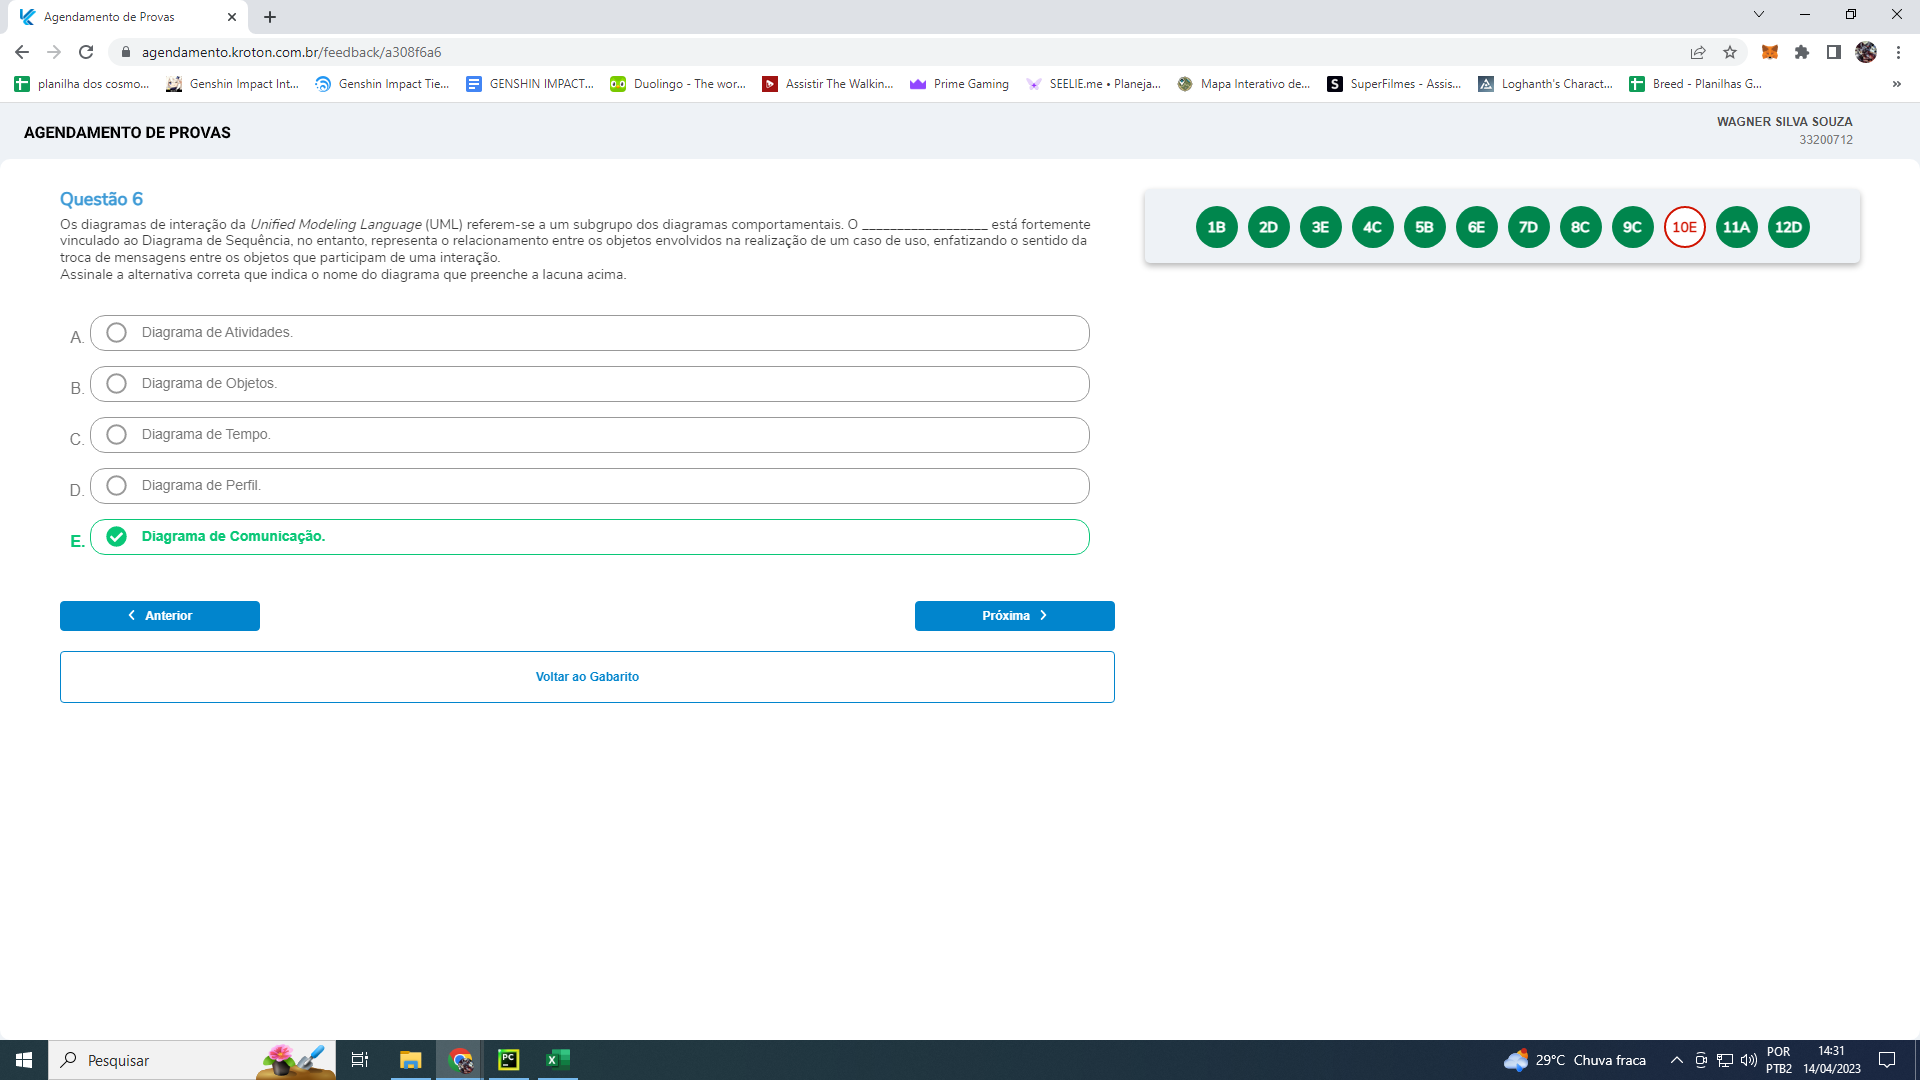 Agendamento de Provas
agendamento.kroton.com.br/feedback/a308f6a6
planilha dos cosmo...
Genshin Impact Int...
Genshin Impact Tie...
GENSHIN IMPACT...
Duolingo - The wor...
Assistir The Walkin...
Prime Gaming
SEELIE.me • Planeja...
Mapa Interativo de...
SuperFilmes - Assis...
Loghanth's Charact...
Breed - Planilhas G...
»
AGENDAMENTO DE PROVAS
WAGNER SILVA SOUZA
33200712
Questão 6
Os diagramas de interação da Unified Modeling Language (UML) referem-se a um subgrupo dos diagramas comportamentais. O __________________ está fortemente
vinculado ao Diagrama de Sequência, no entanto, representa o relacionamento entre os objetos envolvidos na realização de um caso de uso, enfatizando o sentido da
troca de mensagens entre os objetos que participam de uma interação.
Assinale a alternativa correta que indica o nome do diagrama que preenche a lacuna acima.
A. Diagrama de Atividades.
B. Diagrama de Objetos.
C. Diagrama de Tempo.
D. Diagrama de Perfil.
E. Diagrama de Comunicação.
Anterior
Próxima
Voltar ao Gabarito
1B 2D 3E 4C 5B 6E 7D 8C 9C 10E 11A 12D
Pesquisar
PC
29°C Chuva fraca
POR
PTB2
14:31
14/04/2023